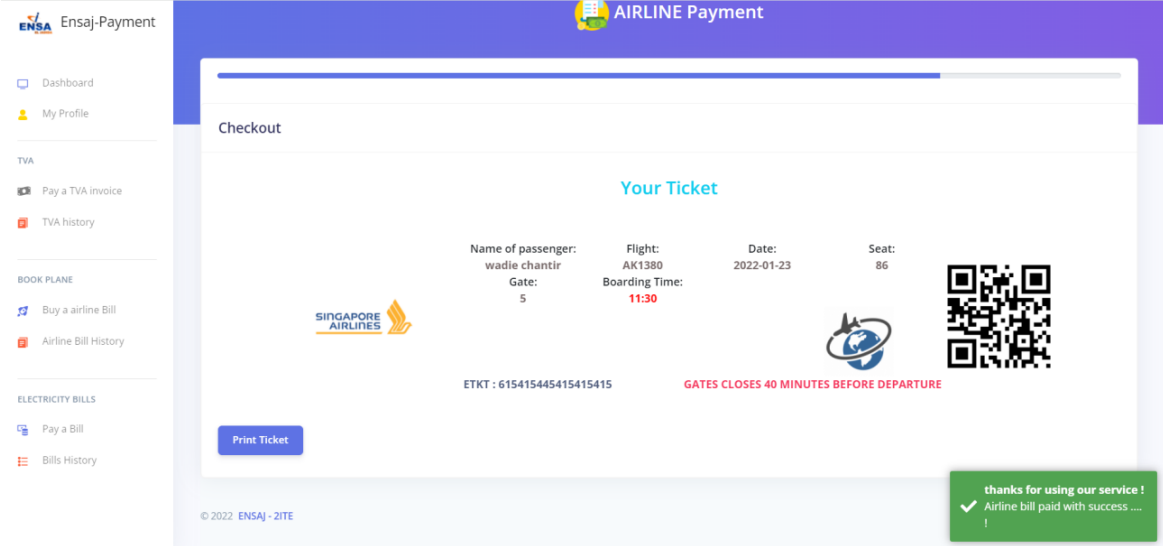 ENSA
Ensaj-Payment
AIRLINE Payment
Dashboard
My Profile
TVA
Pay a TVA invoice
TVA history
BOOK PLANE
Buy a airline Bill
Airline Bill History
ELECTRICITY BILLS
Pay a Bill
Bills History
Checkout
Your Ticket
Name of passenger: Flight: Date: Seat:
wadie chantir AK1380 2022-01-23 86
Gate: Boarding Time:
5 11:30
SINGAPORE
AIRLINES
ETKT : 615415445415415415 GATES CLOSES 40 MINUTES BEFORE DEPARTURE
Print Ticket
© 2022 ENSAJ - 2ITE
thanks for using our service !
Airline bill paid with success ....
!